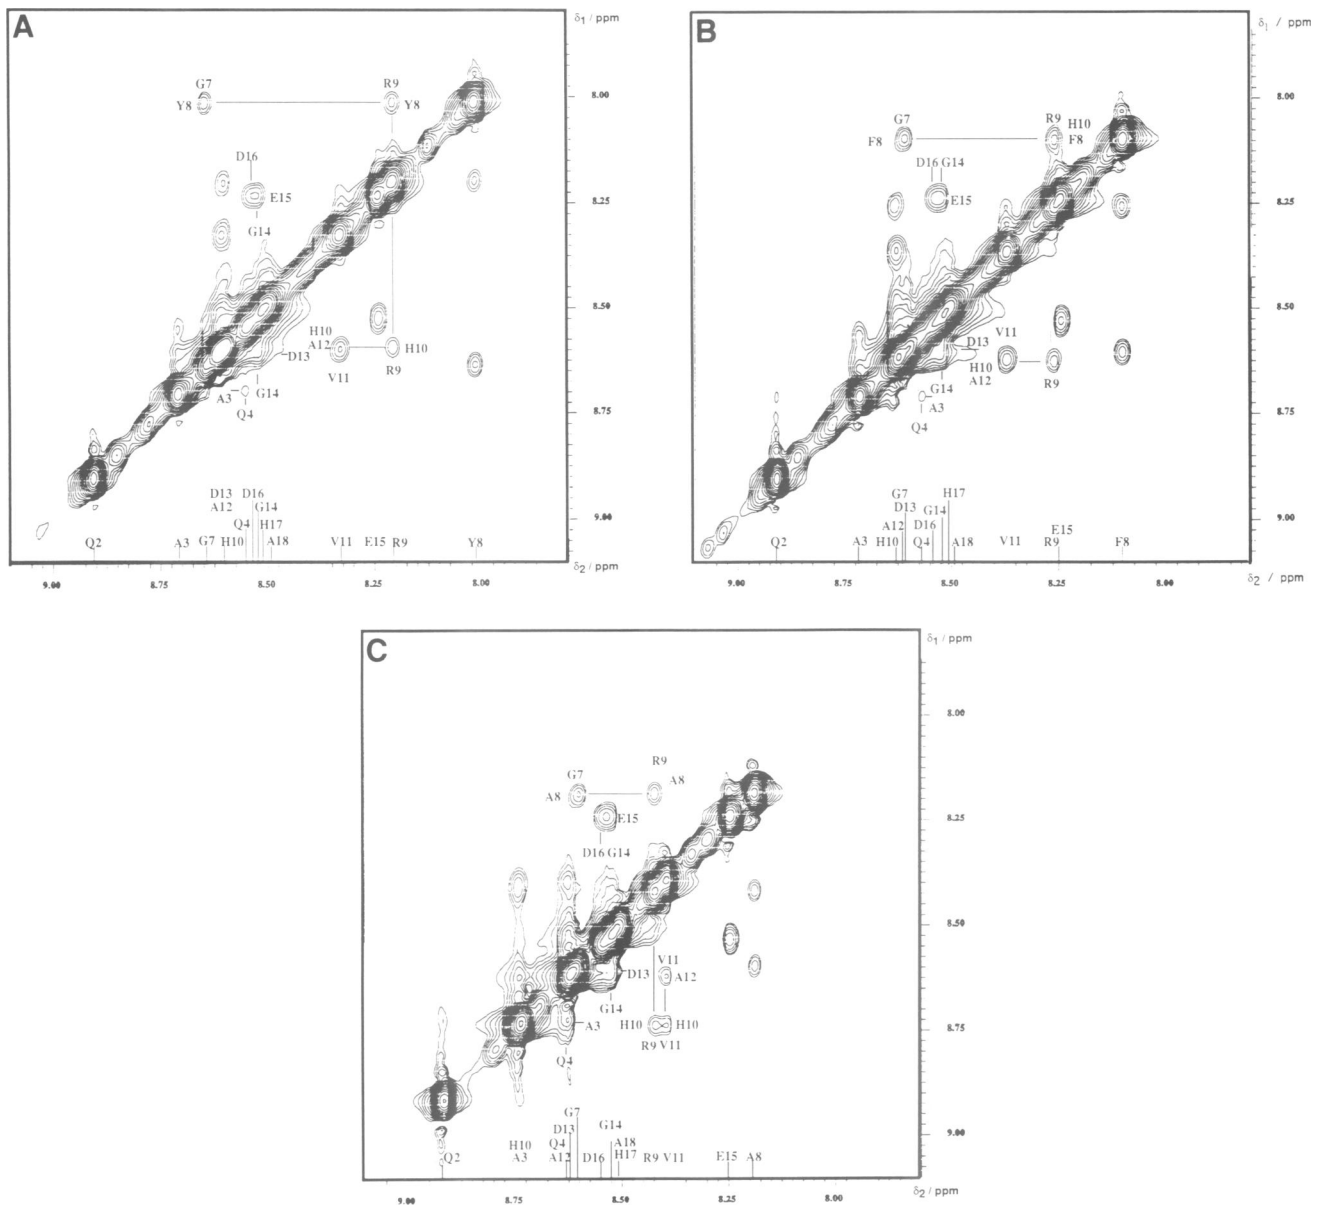 A
δ1 / ppm
G7 R9
Y8 Y8
8.00
D16
E15
G14
8.25
8.50
H10
A12
D13
H10
V11
R9
A3
G14
Q4
8.75
9.00
D13 D16
A12 G14
Q4 H17
Q2 A3 G7 H10 A18 V11 E15 R9 Y8
δ2 / ppm
9.00 8.75 8.50 8.25 8.00
B
δ1 / ppm
8.00
G7 R9 H10
F8 F8
D16 G14
E15
8.25
8.50
V11
D13
H10
A12
R9
G14
A3
Q4
8.75
9.00
G7 H17
D13
G14
A12 D16 E15
Q2 A3 H10 Q4 A18 V11 R9 F8
δ2 / ppm
9.00 8.75 8.50 8.25 8.00
C
δ1 / ppm
8.00
R9
G7 A8
A8
E15
D16 G14
8.25
8.50
V11
D13 A12
G14
A3 H10 H10
R9 V11
Q4
8.75
9.00
G7
D13 G14
H10 Q4 A18
Q2 A3 A12 D16 H17 R9 V11 E15 A8
δ2 / ppm
9.00 8.75 8.50 8.25 8.00